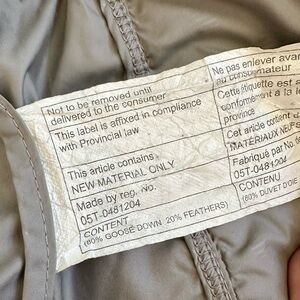 Not to be removed until
delivered to the consumer
This label is affixed in compliance
with Provincial law
This article contains
NEW MATERIAL ONLY
Made by reg. no.
05T-0481204
CONTENT
(80% GOOSE DOWN 20% FEATHERS)
Ne pas enlever avan
au consommateur
Cette étiquette est
conformément à la
province
Cet article contient
MATÉRIAUX NEUFS
Fabriqué par No.
05T-0481204
CONTENU
(80% DUVET D'OIE